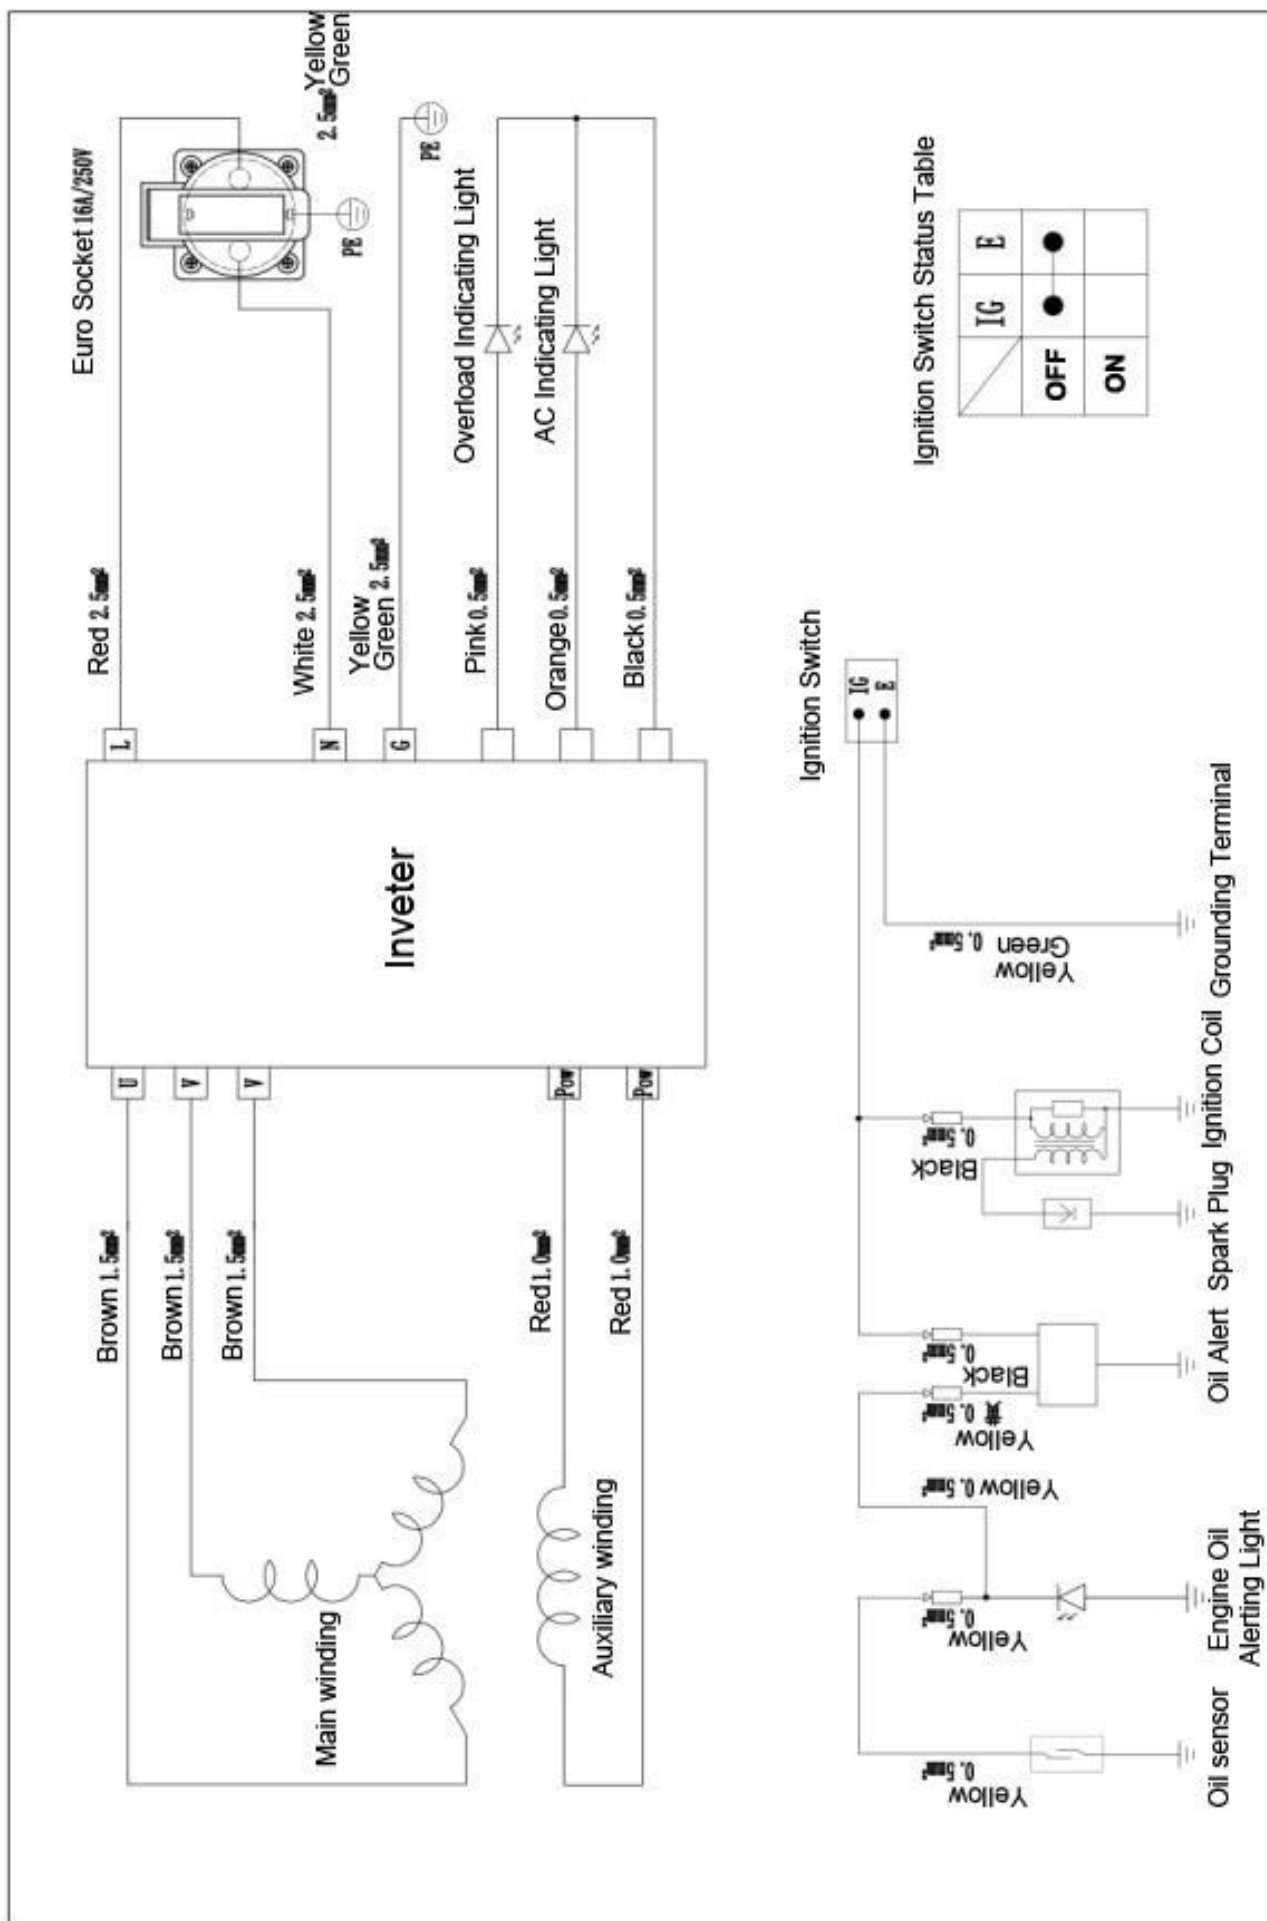 Euro Socket 16A/250V
Yellow
Green
2.5mm²
PE
PE
Red 2.5mm²
White 2.5mm²
Yellow
Green 2.5mm²
Pink 0.5mm²
Orange 0.5mm²
Black 0.5mm²
Overload Indicating Light
AC Indicating Light
L
N
G
Inveter
U
V
V
Pow
Pow
Brown 1.5mm²
Brown 1.5mm²
Brown 1.5mm²
Red 1.0mm²
Red 1.0mm²
Main winding
Auxiliary winding
Ignition Switch Status Table
IG E
OFF
ON
Ignition Switch
IG
E
Yellow
Green 0.5mm²
Black
0.5mm²
Black
0.5mm²
Yellow
黄 0.5mm²
Yellow 0.5mm²
Yellow
0.5mm²
Yellow
0.5mm²
Oil sensor
Engine Oil
Alerting Light
Oil Alert
Spark Plug
Ignition Coil
Grounding Terminal